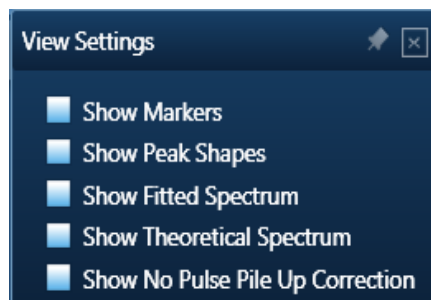 View Settings
Show Markers
Show Peak Shapes
Show Fitted Spectrum
Show Theoretical Spectrum
Show No Pulse Pile Up Correction